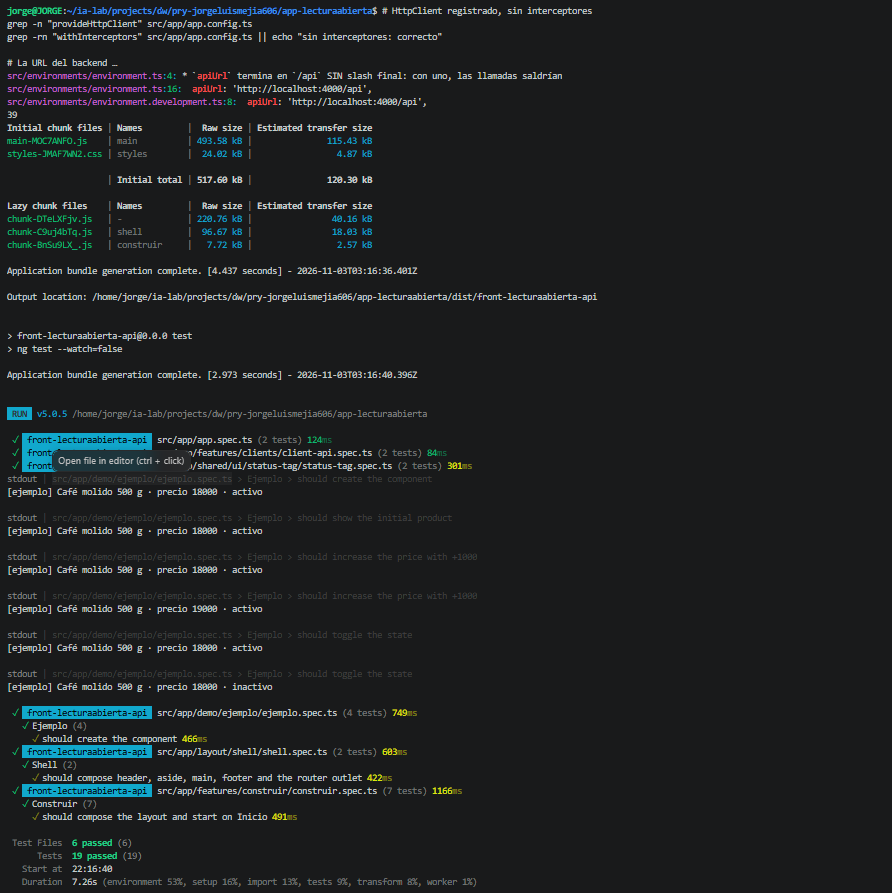 jorge@JORGE:~/ia-lab/projects/dw/pry-jorgeluismejia606/app-lecturaabierta$ # HttpClient registrado, sin interceptores
grep -n "provideHttpClient" src/app/app.config.ts
grep -rn "withInterceptors" src/app/app.config.ts || echo "sin interceptores: correcto"
# La URL del backend …
src/environments/environment.ts:4: * `apiUrl` termina en `/api` SIN slash final: con uno, las llamadas saldrían
src/environments/environment.ts:16:  apiUrl: 'http://localhost:4000/api',
src/environments/environment.development.ts:8:  apiUrl: 'http://localhost:4000/api',
39
Initial chunk files | Names | Raw size | Estimated transfer size
main-MOC7ANFO.js | main | 493.58 kB | 115.43 kB
styles-JMAF7WN2.css | styles | 24.02 kB | 4.87 kB
| Initial total | 517.60 kB | 120.30 kB
Lazy chunk files | Names | Raw size | Estimated transfer size
chunk-DTeLXFjv.js | - | 220.76 kB | 40.16 kB
chunk-C9uj4bTq.js | shell | 96.67 kB | 18.03 kB
chunk-BnSu9LX_.js | construir | 7.72 kB | 2.57 kB
Application bundle generation complete. [4.437 seconds] - 2026-11-03T03:16:36.401Z
Output location: /home/jorge/ia-lab/projects/dw/pry-jorgeluismejia606/app-lecturaabierta/dist/front-lecturaabierta-api
> front-lecturaabierta-api@0.0.0 test
> ng test --watch=false
Application bundle generation complete. [2.973 seconds] - 2026-11-03T03:16:40.396Z
RUN v5.0.5 /home/jorge/ia-lab/projects/dw/pry-jorgeluismejia606/app-lecturaabierta
✓ front-lecturaabierta-api src/app/app.spec.ts (2 tests) 124ms
✓ front-lecturaabierta-api /features/clients/client-api.spec.ts (2 tests) 84ms
Open file in editor (ctrl + click)
✓ /shared/ui/status-tag/status-tag.spec.ts (2 tests) 301ms
stdout | src/app/demo/ejemplo/ejemplo.spec.ts > Ejemplo > should create the component
[ejemplo] Café molido 500 g · precio 18000 · activo
stdout | src/app/demo/ejemplo/ejemplo.spec.ts > Ejemplo > should show the initial product
[ejemplo] Café molido 500 g · precio 18000 · activo
stdout | src/app/demo/ejemplo/ejemplo.spec.ts > Ejemplo > should increase the price with +1000
[ejemplo] Café molido 500 g · precio 18000 · activo
stdout | src/app/demo/ejemplo/ejemplo.spec.ts > Ejemplo > should increase the price with +1000
[ejemplo] Café molido 500 g · precio 19000 · activo
stdout | src/app/demo/ejemplo/ejemplo.spec.ts > Ejemplo > should toggle the state
[ejemplo] Café molido 500 g · precio 18000 · activo
stdout | src/app/demo/ejemplo/ejemplo.spec.ts > Ejemplo > should toggle the state
[ejemplo] Café molido 500 g · precio 18000 · inactivo
✓ front-lecturaabierta-api src/app/demo/ejemplo/ejemplo.spec.ts (4 tests) 749ms
✓ Ejemplo (4)
✓ should create the component 466ms
✓ front-lecturaabierta-api src/app/layout/shell/shell.spec.ts (2 tests) 603ms
✓ Shell (2)
✓ should compose header, aside, main, footer and the router outlet 422ms
✓ front-lecturaabierta-api src/app/features/construir/construir.spec.ts (7 tests) 1166ms
✓ Construir (7)
✓ should compose the layout and start on Inicio 491ms
Test Files 6 passed (6)
Tests 19 passed (19)
Start at 22:16:40
Duration 7.26s (environment 53%, setup 16%, import 13%, tests 9%, transform 8%, worker 1%)